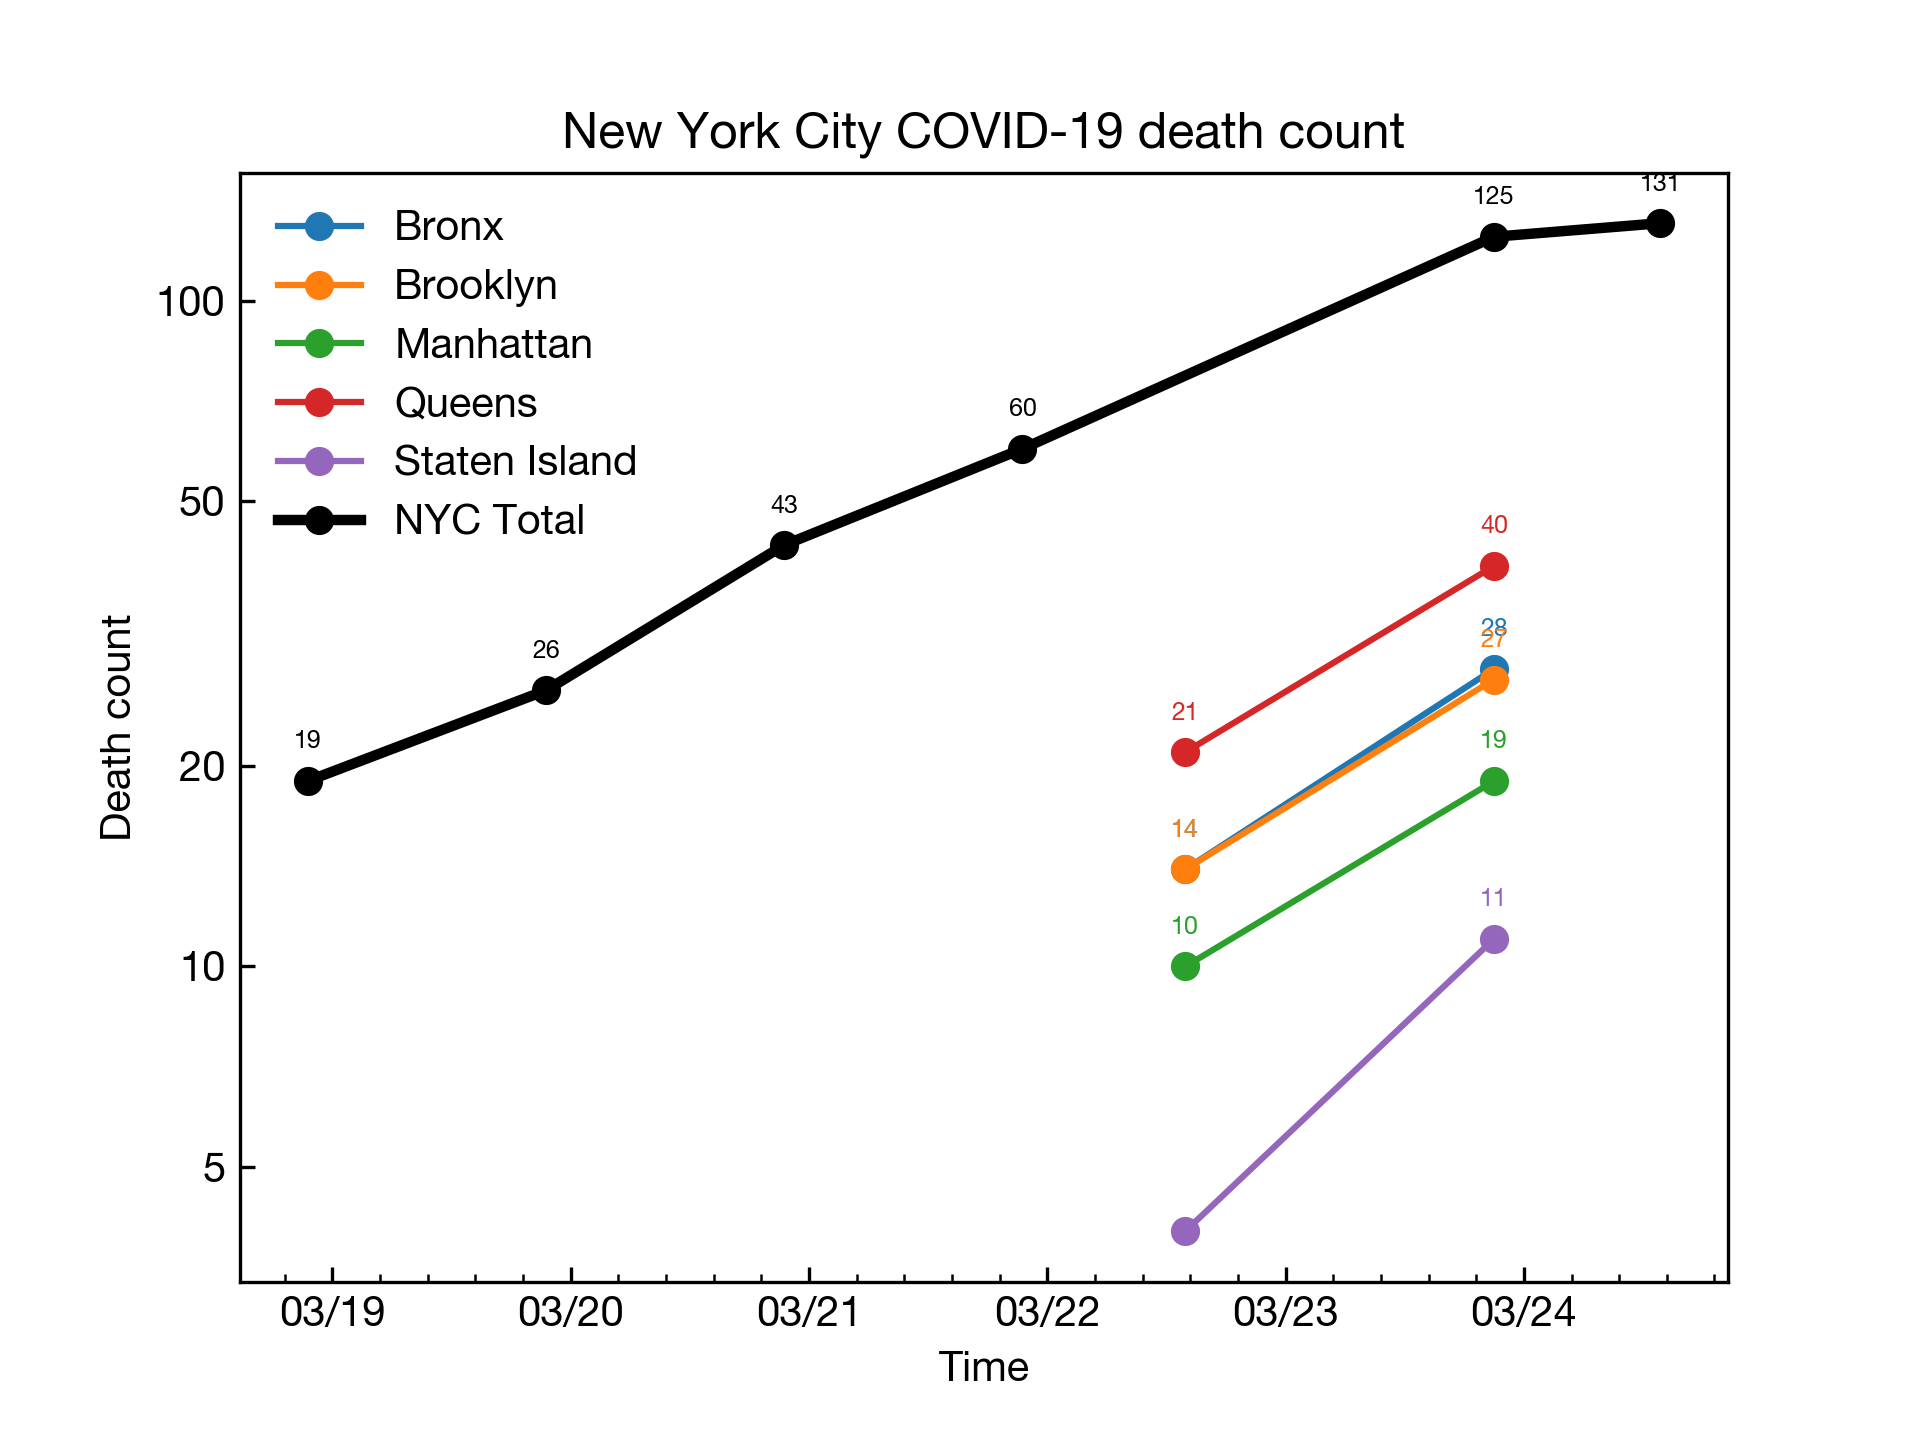 New York City COVID-19 death count
Bronx
Brooklyn
Manhattan
Queens
Staten Island
NYC Total
100
50
20
10
5
Death count
19
26
43
60
125
131
21
40
14
28
27
10
19
11
03/19
03/20
03/21
03/22
03/23
03/24
Time